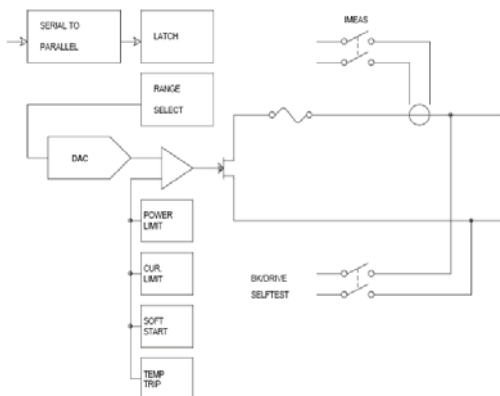 SERIAL TO
PARALLEL
LATCH
IMEAS
RANGE
SELECT
DAC
POWER
LIMIT
CUR.
LIMIT
BK/DRIVE
SELFTEST
SOFT
START
TEMP
TRIP